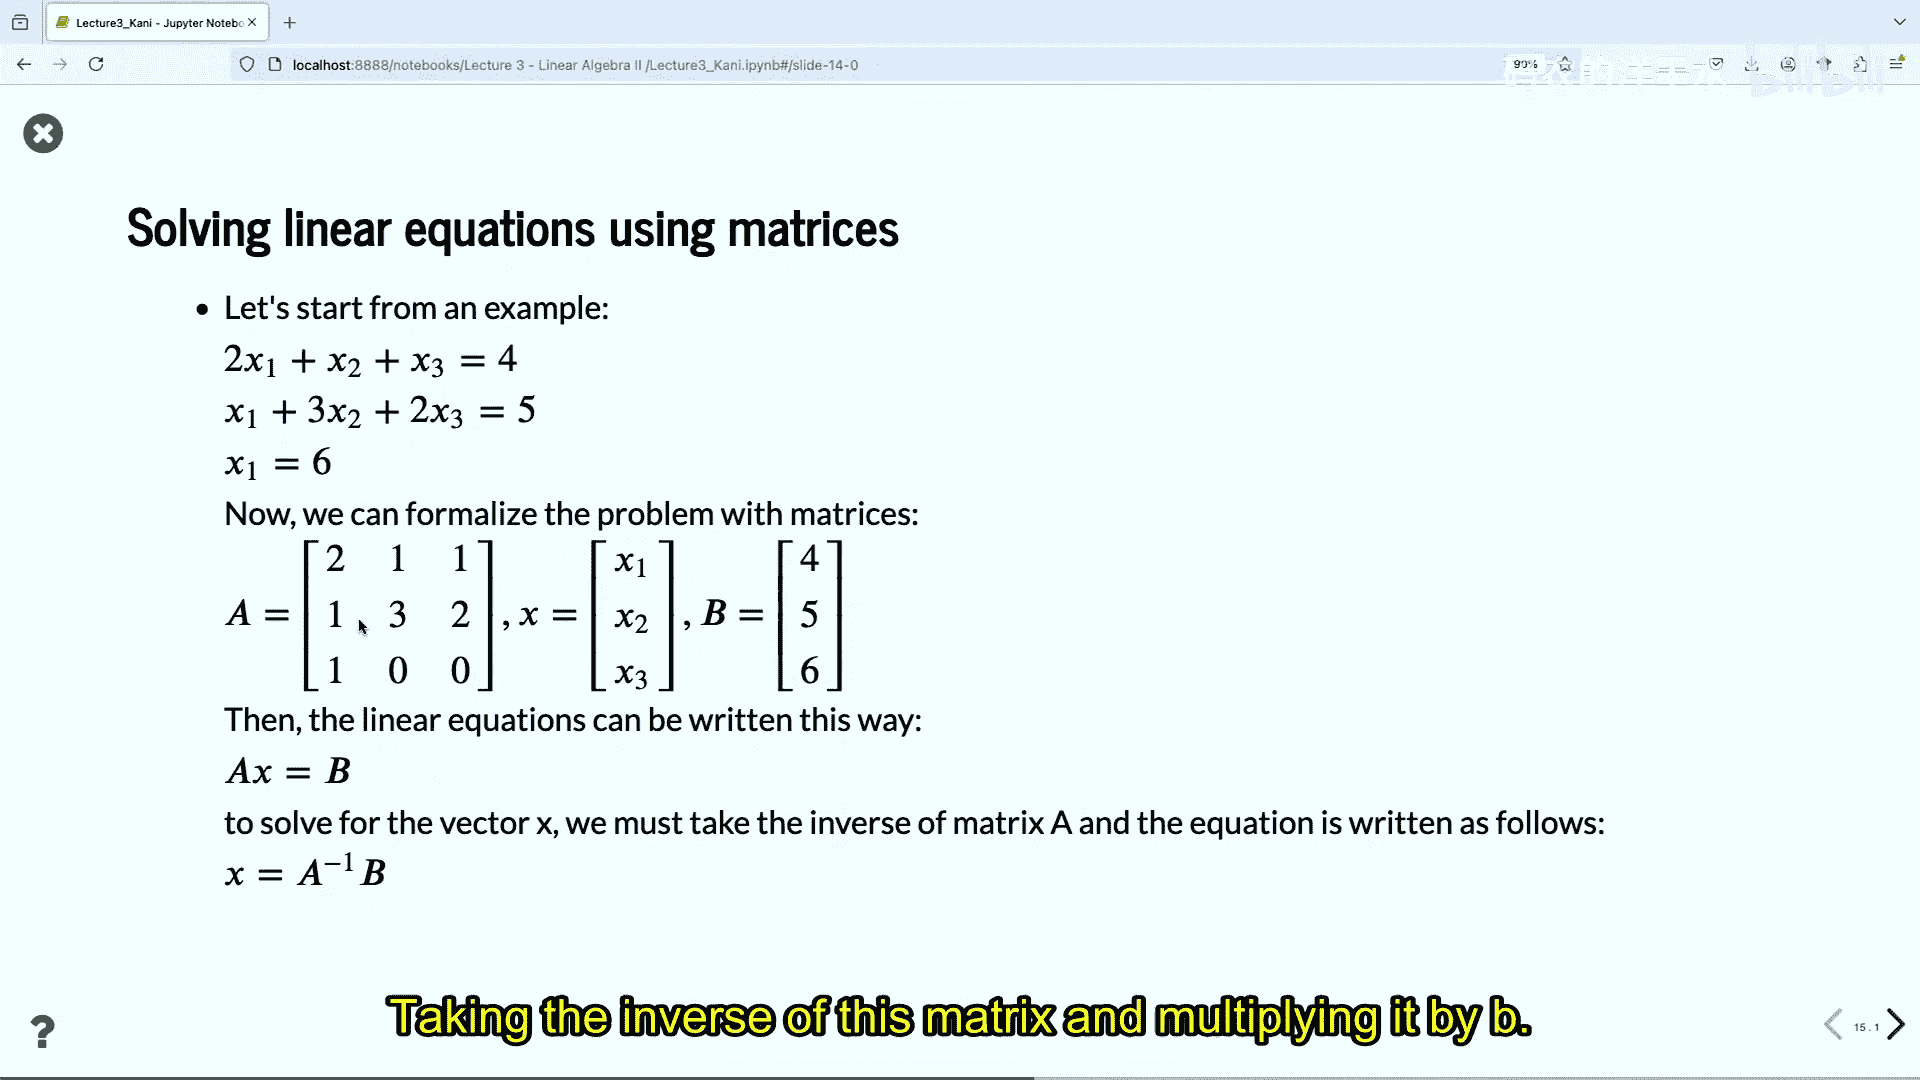 Lecture3_Kani - Jupyter Notebo
localhost:8888/notebooks/Lecture 3 - Linear Algebra II /Lecture3_Kani.ipynb#/slide-14-0
90%
Solving linear equations using matrices
• Let's start from an example:
2x₁ + x₂ + x₃ = 4
x₁ + 3x₂ + 2x₃ = 5
x₁ = 6
Now, we can formalize the problem with matrices:
A = [2 1 1; 1 3 2; 1 0 0], x = [x₁; x₂; x₃], B = [4; 5; 6]
Then, the linear equations can be written this way:
Ax = B
to solve for the vector x, we must take the inverse of matrix A and the equation is written as follows:
x = A⁻¹B
Taking the inverse of this matrix and multiplying it by b.
15.1